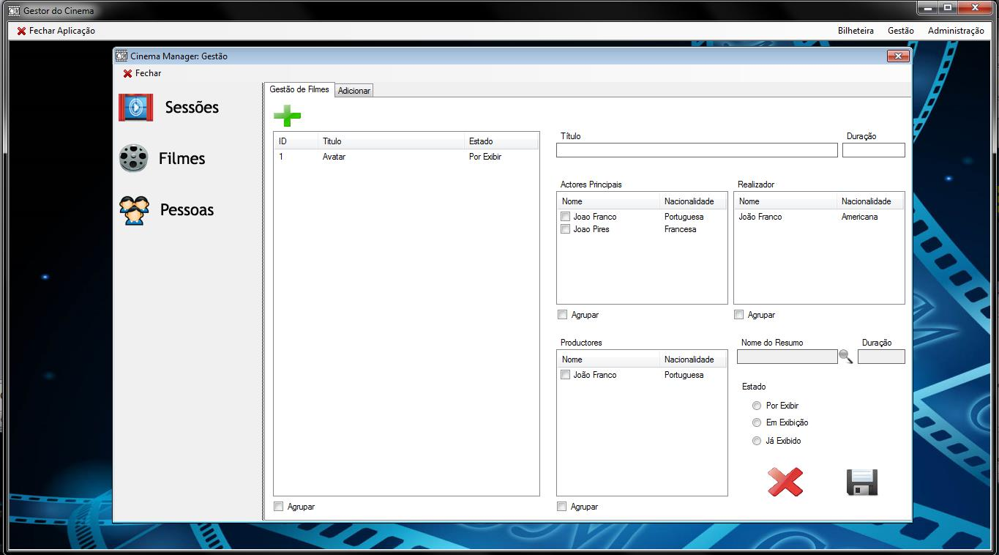 Gestor do Cinema
Fechar Aplicação
Bilheteira Gestão Administração
Cinema Manager: Gestão
Fechar
Sessões
Filmes
Pessoas
Gestão de Filmes Adicionar
ID Titulo Estado
1 Avatar Por Exibir
Agrupar
Título Duração
Actores Principais
Nome Nacionalidade
Joao Franco Portuguesa
Joao Pires Francesa
Agrupar
Realizador
Nome Nacionalidade
João Franco Americana
Agrupar
Productores
Nome Nacionalidade
João Franco Portuguesa
Agrupar
Nome do Resumo Duração
Estado
Por Exibir
Em Exibição
Já Exibido